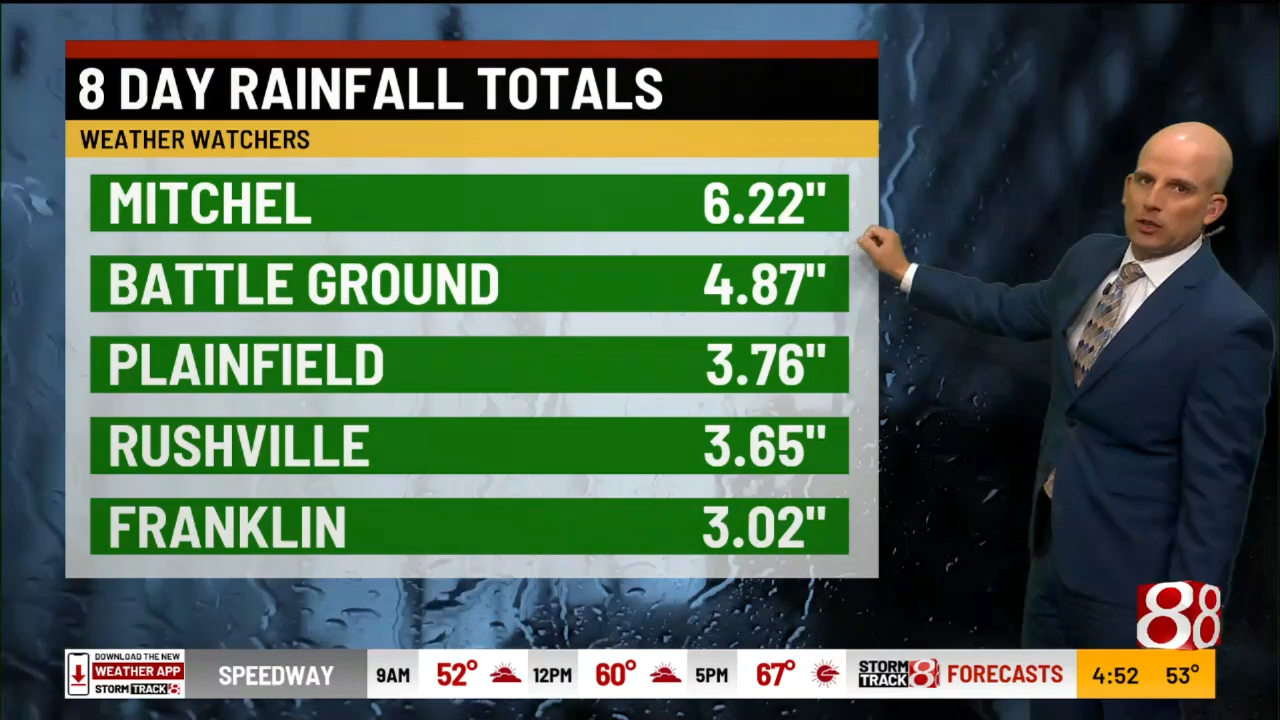 8 DAY RAINFALL TOTALS
WEATHER WATCHERS
MITCHEL 6.22"
BATTLE GROUND 4.87"
PLAINFIELD 3.76"
RUSHVILLE 3.65"
FRANKLIN 3.02"
8
DOWNLOAD THE NEW
WEATHER APP
STORM TRACK 8
SPEEDWAY 9AM 52° 12PM 60° 5PM 67°
STORM
TRACK 8 FORECASTS
4:52 53°